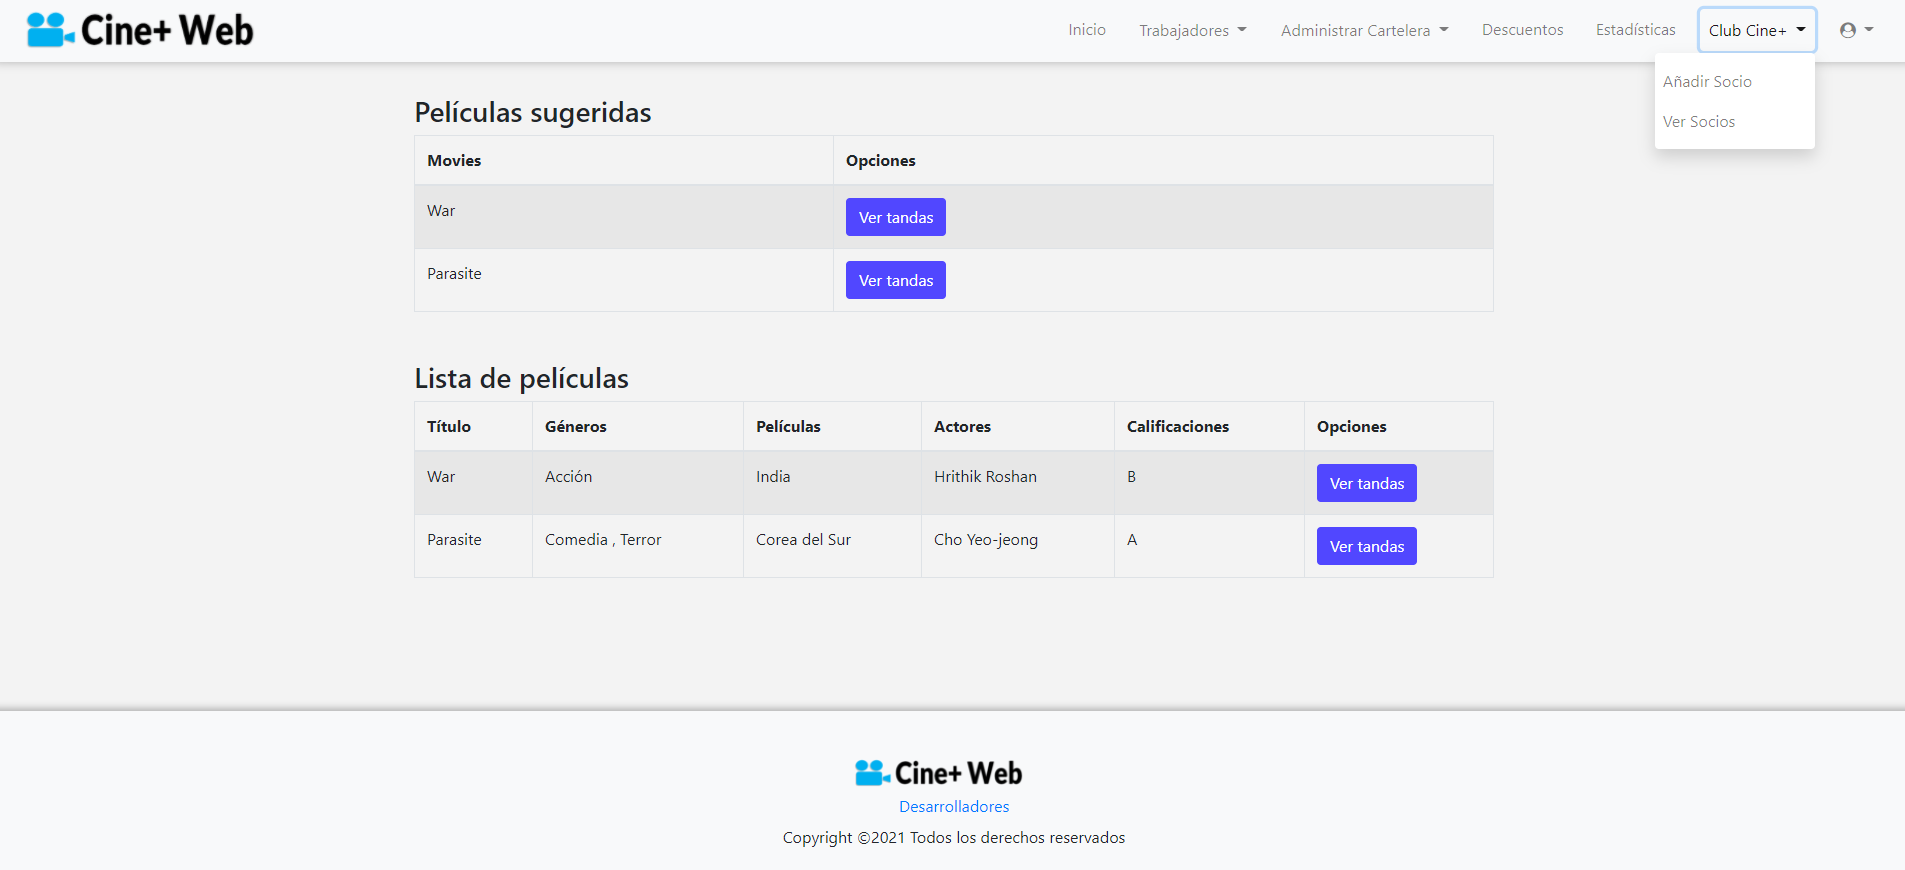 Cine+ Web
Inicio Trabajadores Administrar Cartelera Descuentos Estadísticas Club Cine+
Añadir Socio
Ver Socios
Películas sugeridas
Movies Opciones
War Ver tandas
Parasite Ver tandas
Lista de películas
Título Géneros Películas Actores Calificaciones Opciones
War Acción India Hrithik Roshan B Ver tandas
Parasite Comedia , Terror Corea del Sur Cho Yeo-jeong A Ver tandas
Cine+ Web
Desarrolladores
Copyright ©2021 Todos los derechos reservados